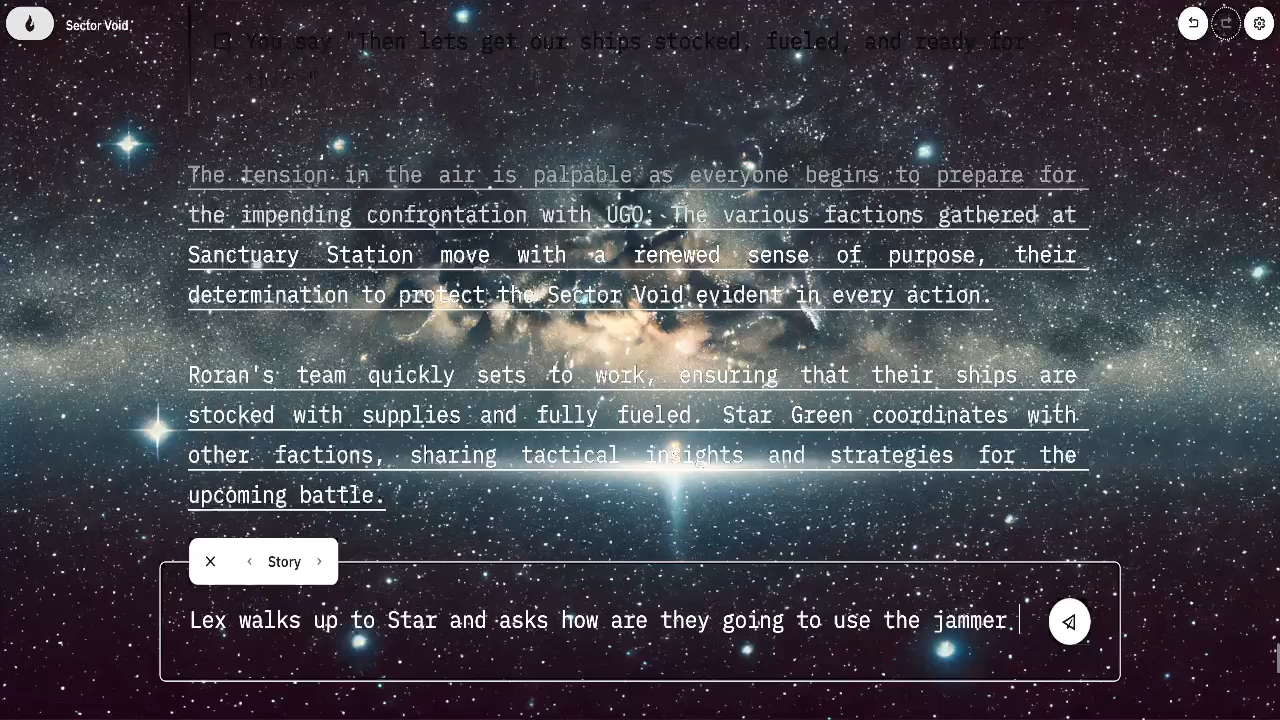 Sector Void
You say "Then lets get our ships stocked, fueled, and ready for
this."
The tension in the air is palpable as everyone begins to prepare for
the impending confrontation with UGO. The various factions gathered at
Sanctuary Station move with a renewed sense of purpose, their
determination to protect the Sector Void evident in every action.
Roran's team quickly sets to work, ensuring that their ships are
stocked with supplies and fully fueled. Star Green coordinates with
other factions, sharing tactical insights and strategies for the
upcoming battle.
Story
Lex walks up to Star and asks how are they going to use the jammer.